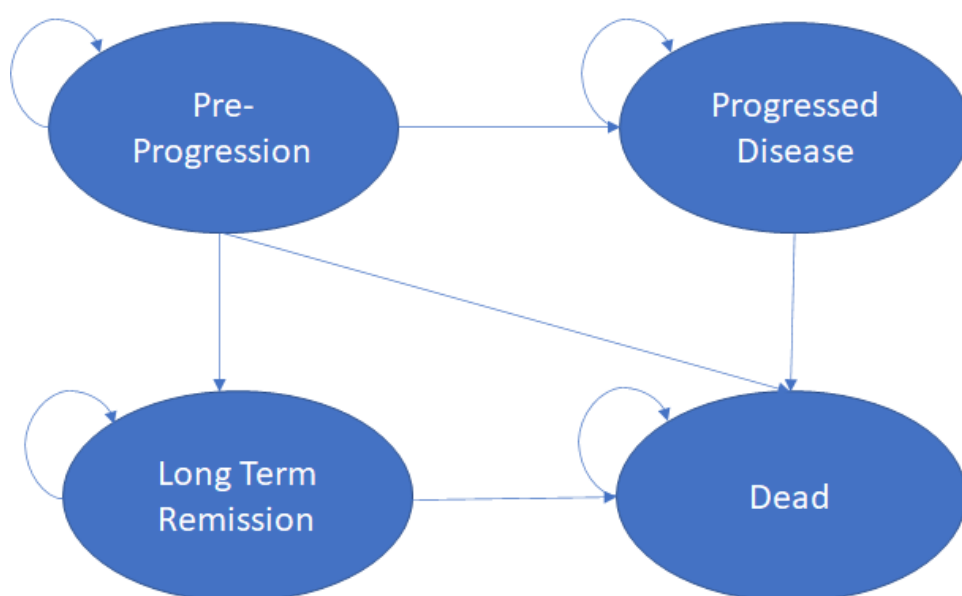 Pre-
Progression
Progressed
Disease
Long Term
Remission
Dead